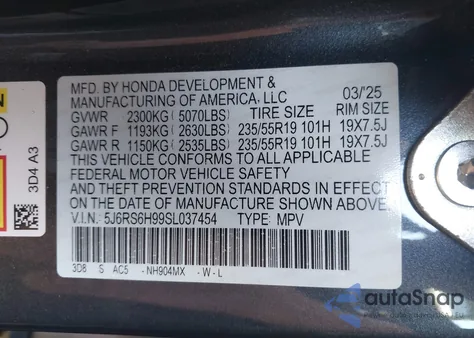 MFD. BY HONDA DEVELOPMENT &
MANUFACTURING OF AMERICA, LLC 03/'25
GVWR 2300KG (5070LBS) TIRE SIZE RIM SIZE
GAWR F 1193KG (2630LBS) 235/55R19 101H 19X7.5J
GAWR R 1150KG (2535LBS) 235/55R19 101H 19X7.5J
THIS VEHICLE CONFORMS TO ALL APPLICABLE
FEDERAL MOTOR VEHICLE SAFETY
STANDARDS IN EFFECT
ON THE DATE OF MANUFACTURE SHOWN ABOVE.
V.I.N.: 5J6RS6H99SL037454 TYPE: MPV
3D8 S AC5 -NH904MX -W-L
3D4 A3
autoSnap